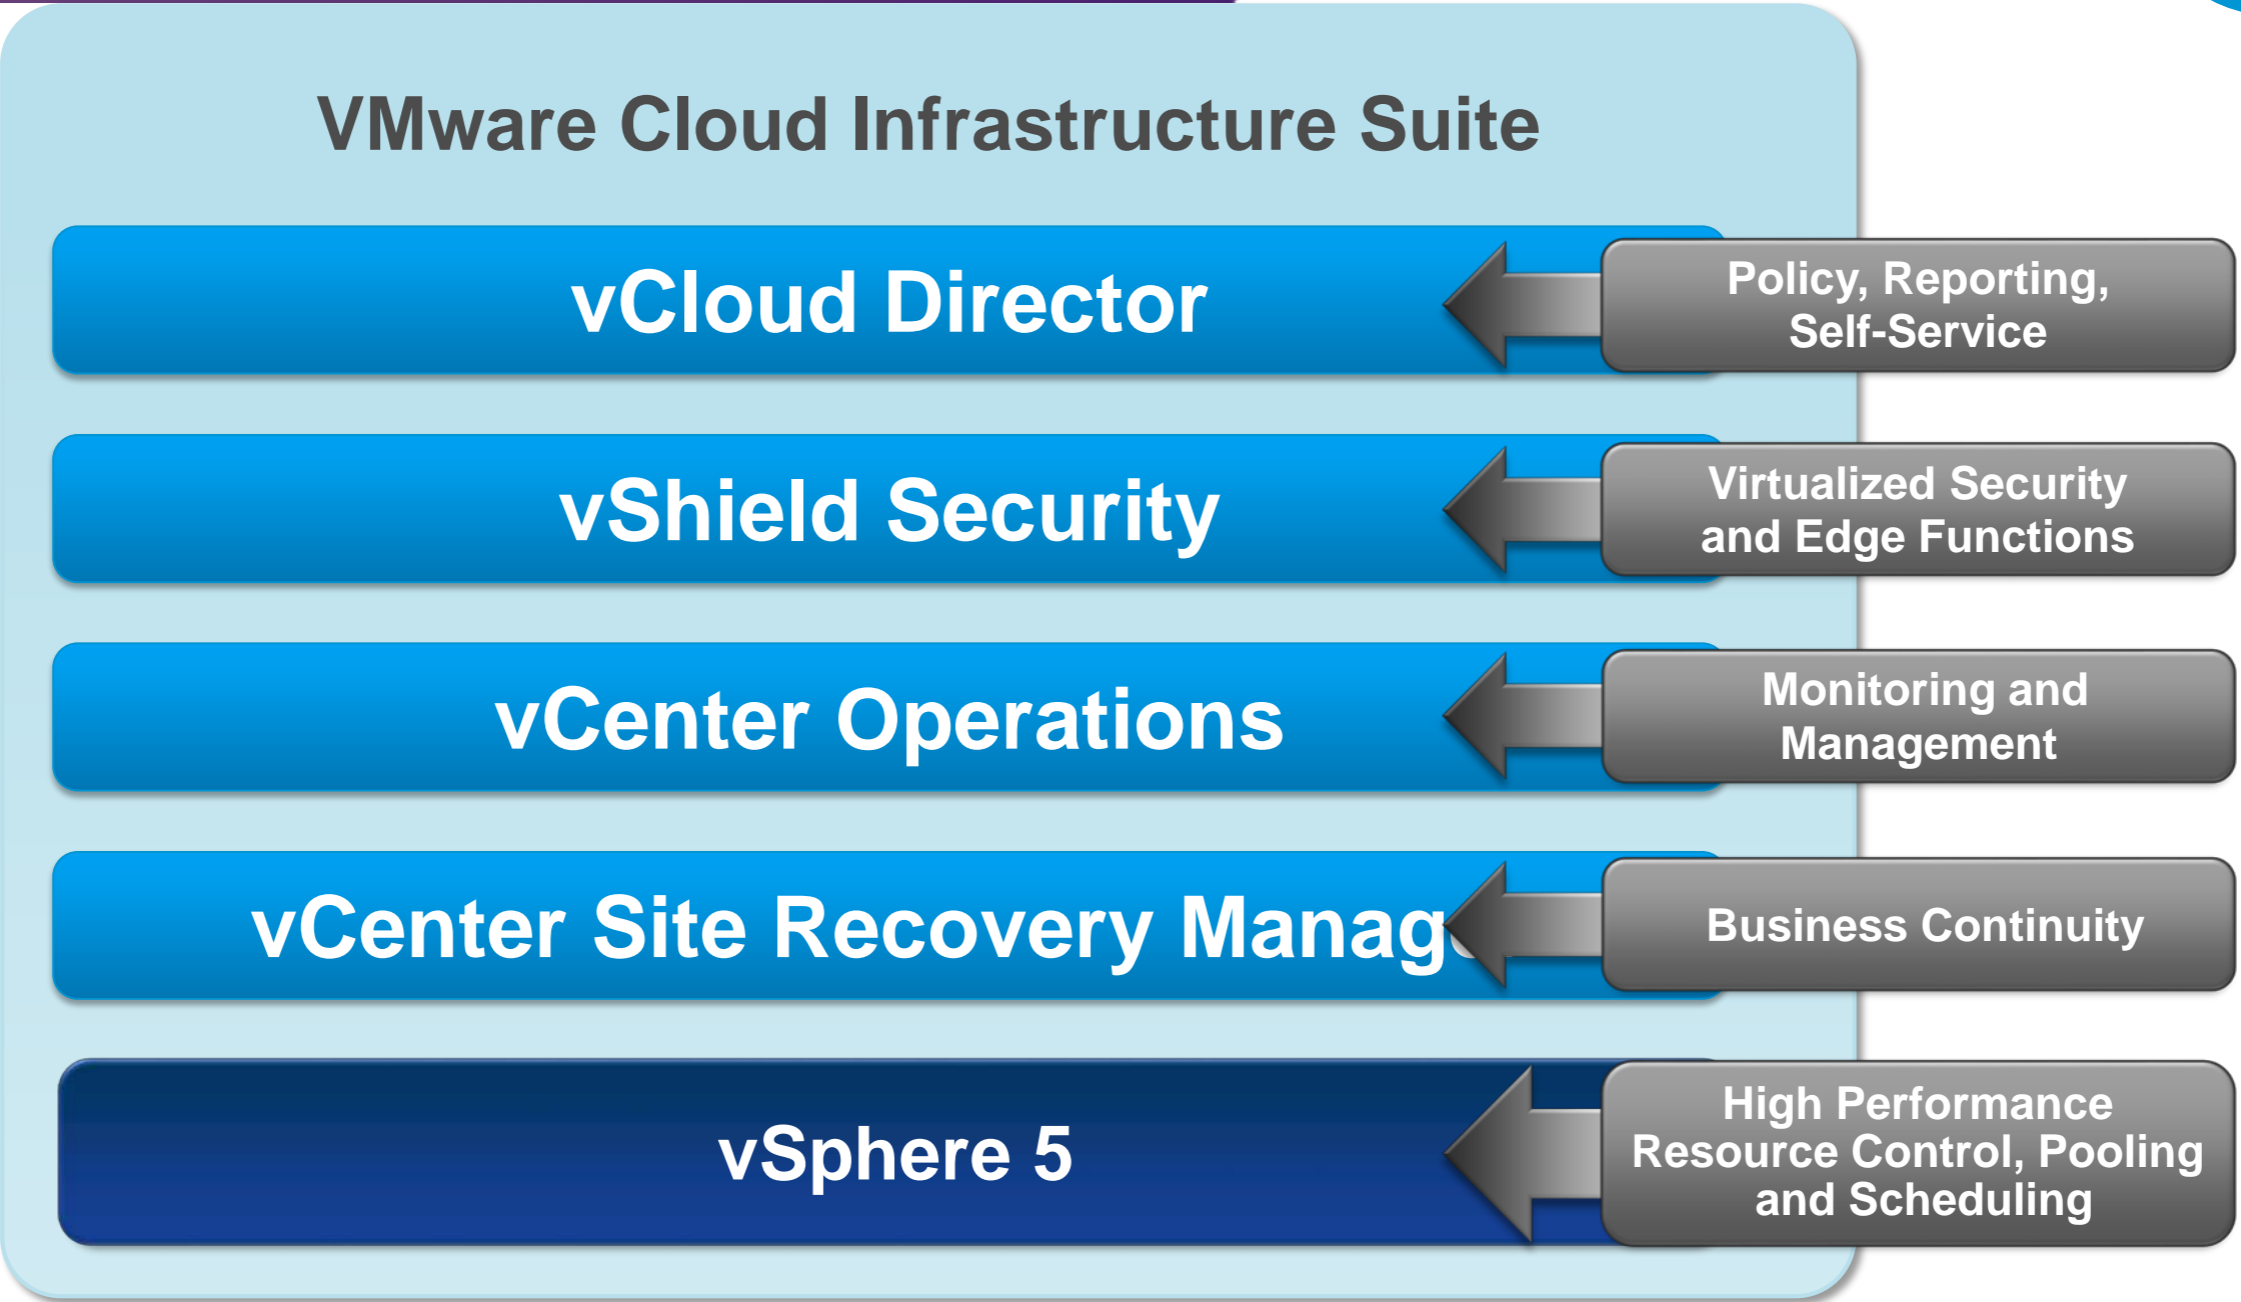 VMware Cloud Infrastructure Suite
vCloud Director
Policy, Reporting,
Self-Service
vShield Security
Virtualized Security
and Edge Functions
vCenter Operations
Monitoring and
Management
vCenter Site Recovery
Business Continuity
vSphere 5
High Performance
Resource Control, Pooling
and Scheduling